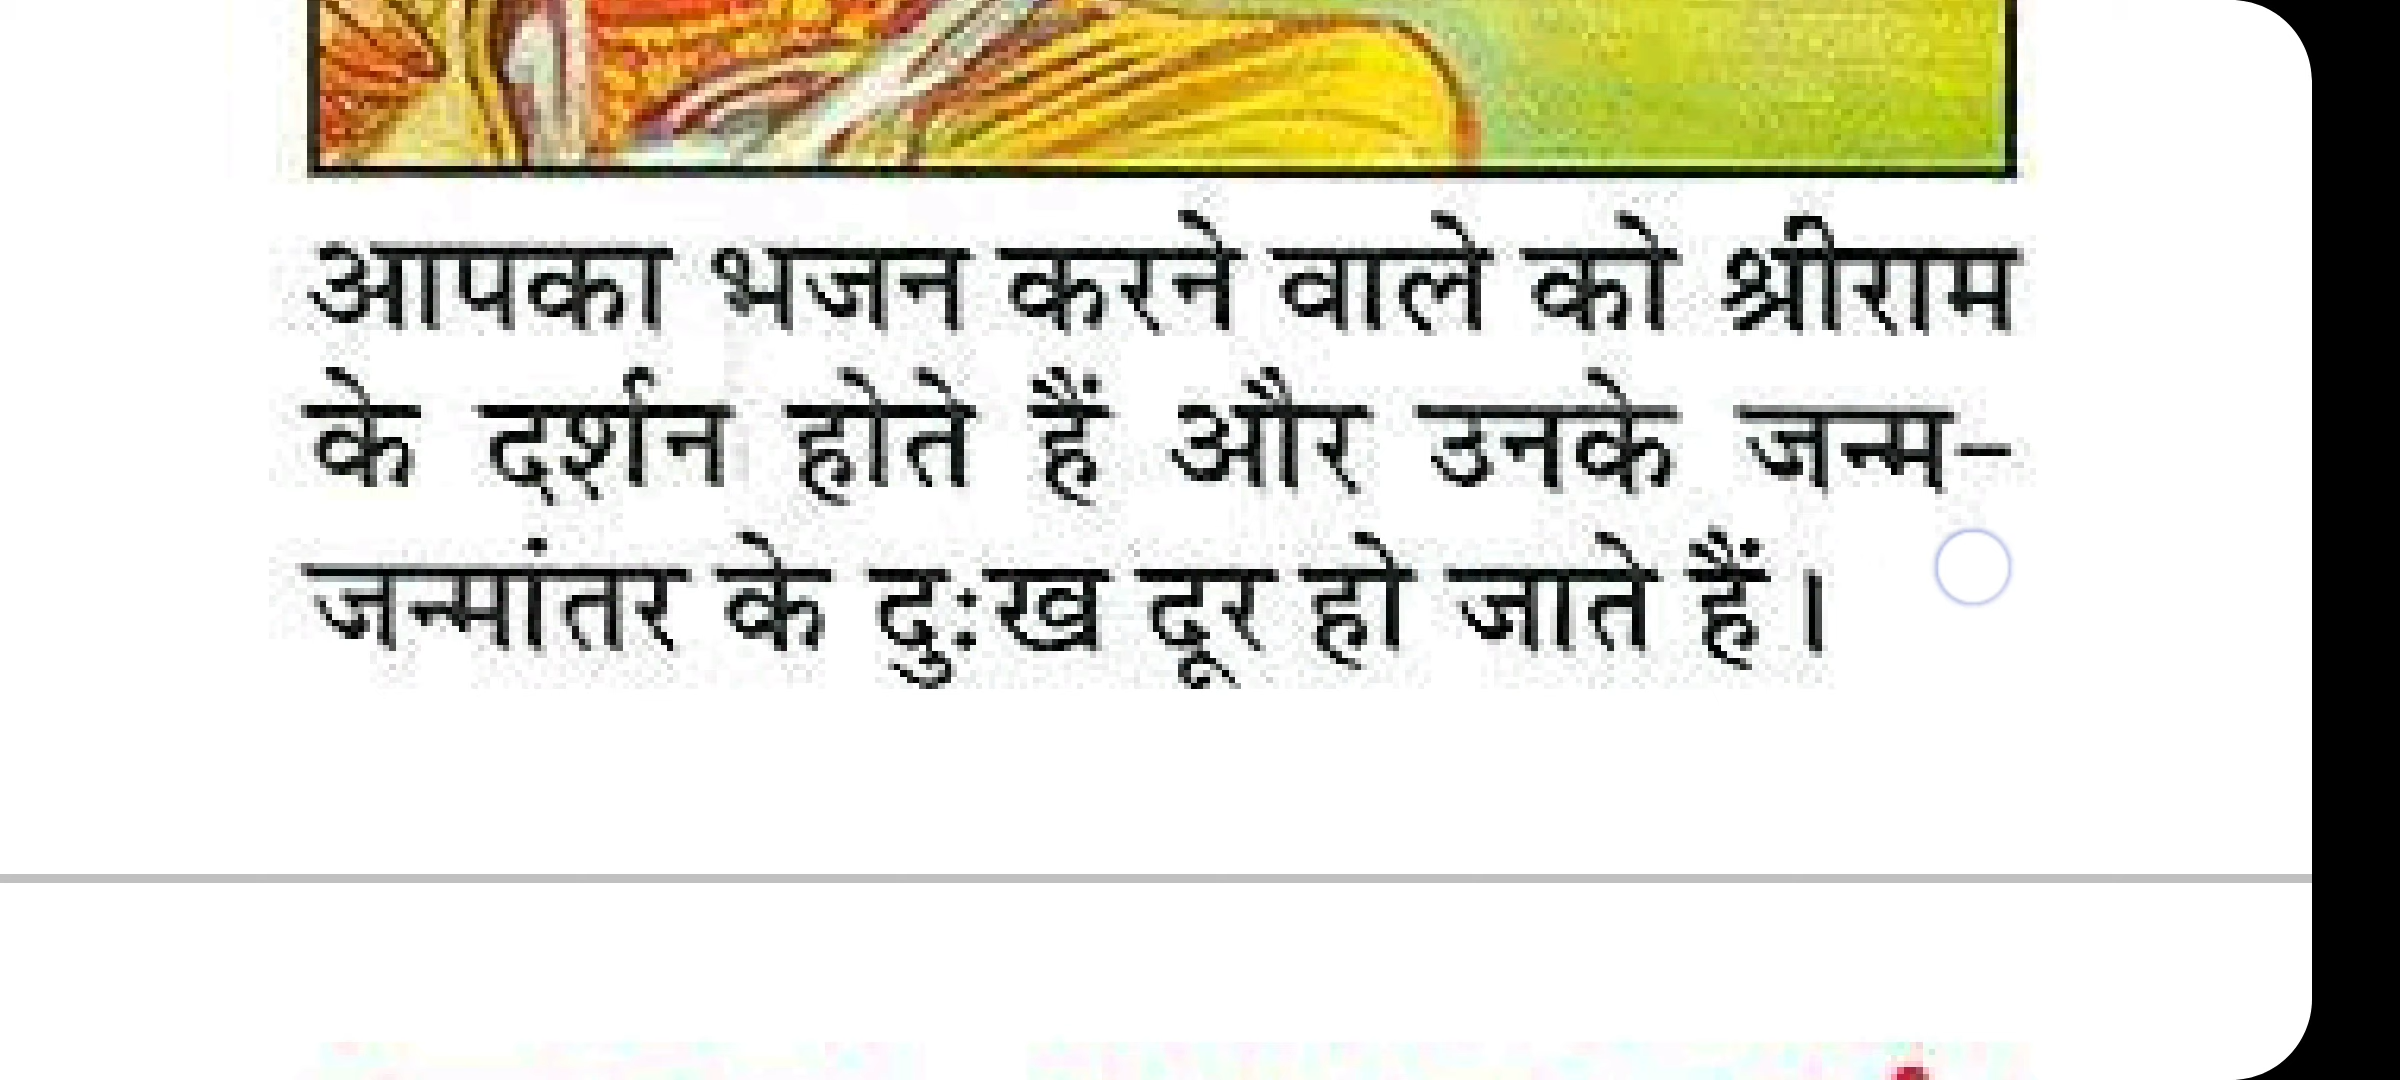 आपका भजन करने वाले को श्रीराम
के दर्शन होते हैं और उनके जन्म-
जन्मांतर के दुःख दूर हो जाते हैं।